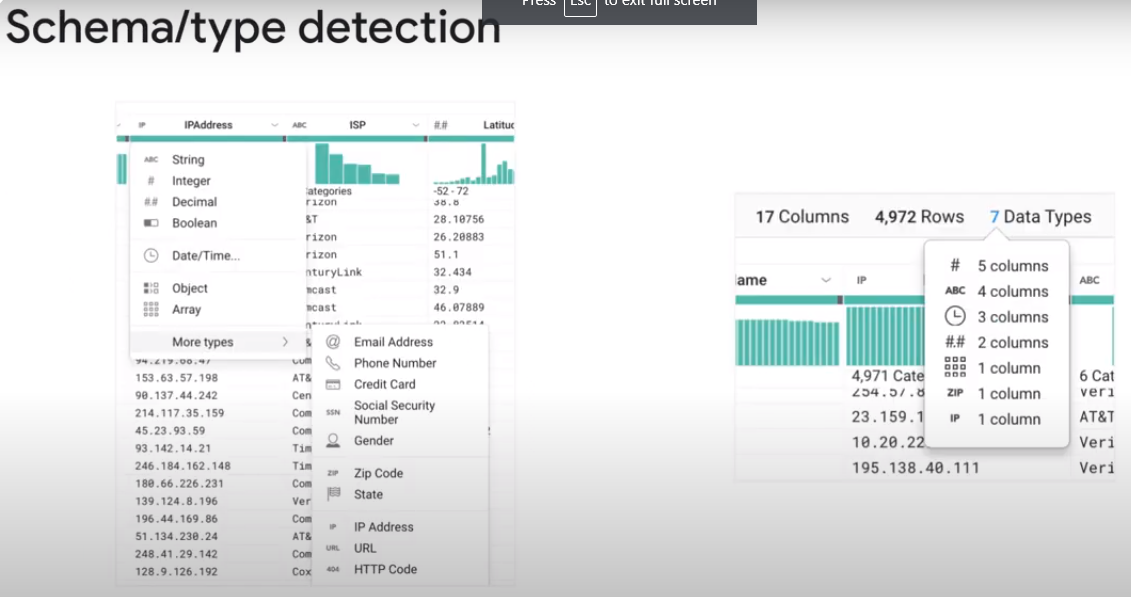 Press Esc to exit full screen
Schema/type detection
IP IPAddress ABC ISP ##  Latitud
ABC String
# Integer
#.# Decimal
Boolean
Date/Time...
Object
Array
More types
ategories
rizon
&T
rizon
rizon
nturyLink
mcast
mcast
-52 - 72
38.8
28.10756
26.20883
51.1
32.434
32.9
46.07889
94.219.68.47 Com
153.63.57.198 AT&
90.137.44.242 Cen
214.117.35.159 Com
45.23.93.59 Com
93.142.14.21 Tim
246.184.162.148 Tim
180.66.226.231 Com
139.124.8.196 Ver
196.44.169.86 Com
51.134.230.24 AT&
248.41.29.142 Com
128.9.126.192 Cox
@ Email Address
Phone Number
Credit Card
SSN Social Security
Number
Gender
ZIP Zip Code
State
IP IP Address
URL URL
404 HTTP Code
17 Columns 4,972 Rows 7 Data Types
ame IP ABC
# 5 columns
ABC 4 columns
3 columns
#.# 2 columns
1 column
ZIP 1 column
IP 1 column
4,971 Cate 6 Cat
254.57.8 Veri
23.159.1 AT&T
10.20.22 Veri
195.138.40.111 Veri